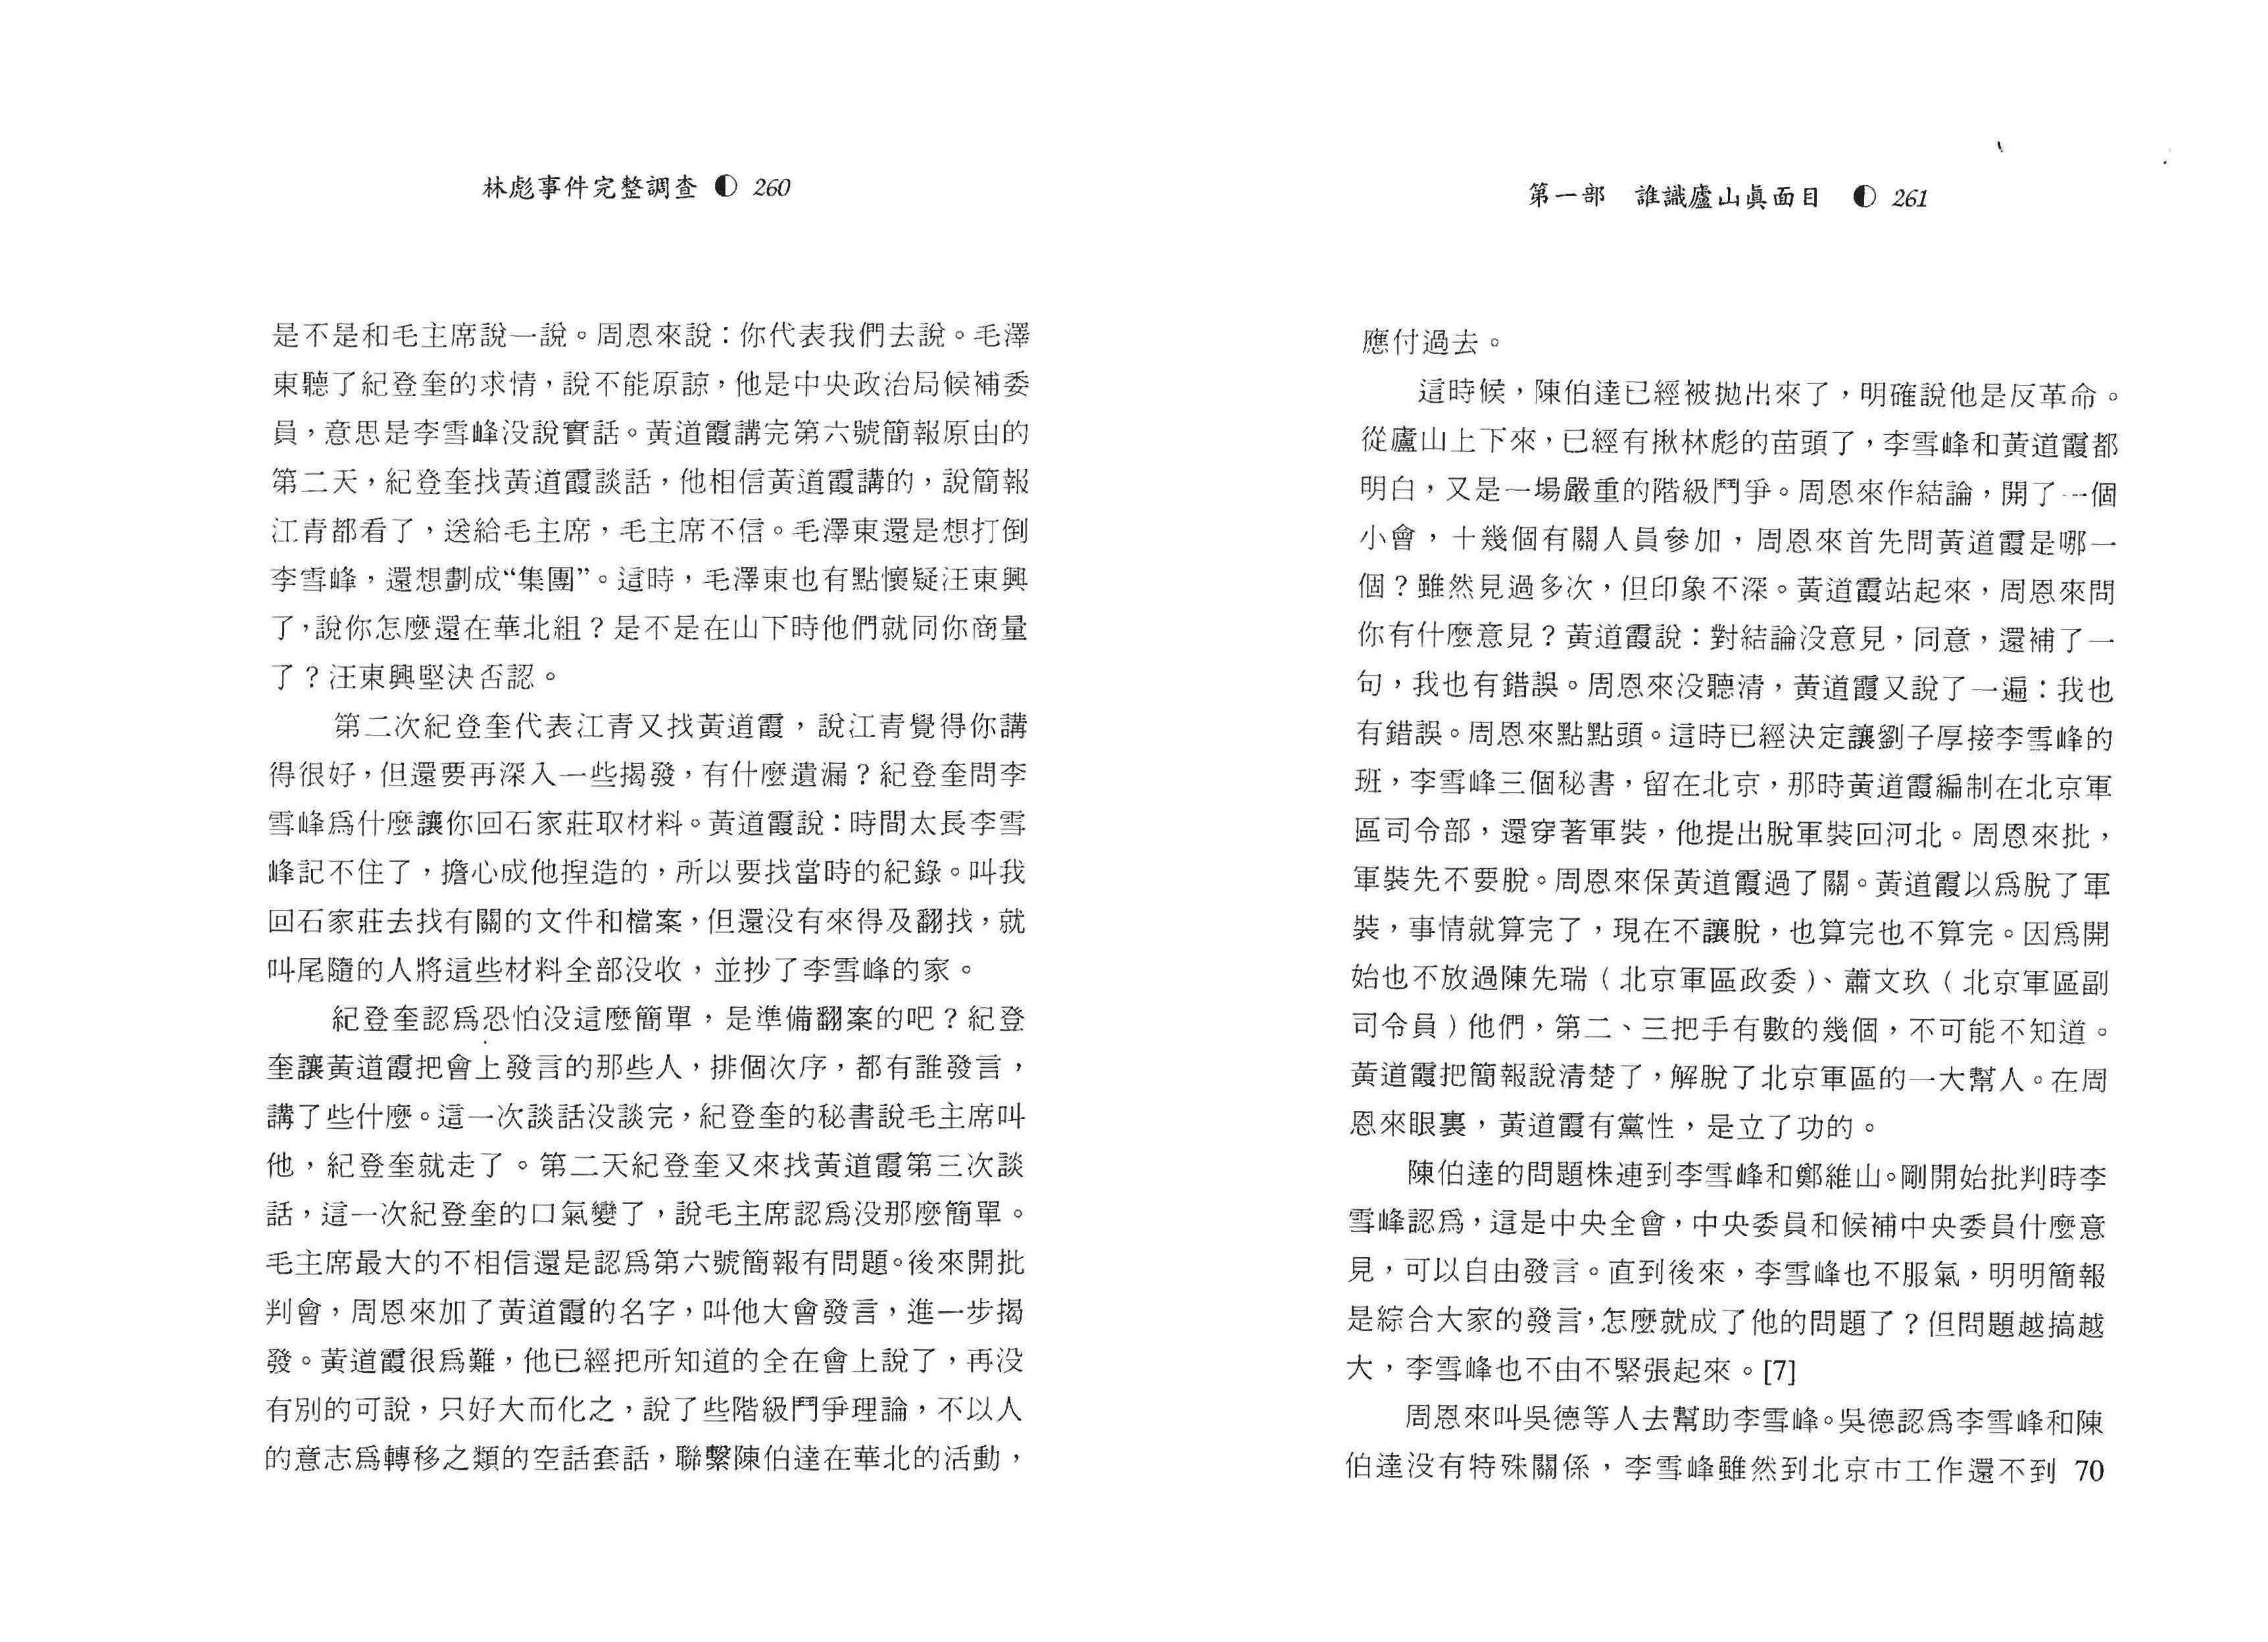 林彪事件完整調查 ◐ 260
是不是和毛主席說一說。周恩來說：你代表我們去說。毛澤
東聽了紀登奎的求情，說不能原諒，他是中央政治局候補委
員，意思是李雪峰没說實話。黃道霞講完第六號簡報原由的
第二天，紀登奎找黃道霞談話，他相信黃道霞講的，說簡報
江青都看了，送給毛主席，毛主席不信。毛澤東還是想打倒
李雪峰，還想劃成“集團”。這時，毛澤東也有點懷疑汪東興
了，說你怎麼還在華北組？是不是在山下時他們就同你商量
了？汪東興堅決否認。
第二次紀登奎代表江青又找黃道霞，說江青覺得你講
得很好，但還要再深入一些揭發，有什麼遺漏？紀登奎問李
雪峰爲什麼讓你回石家莊取材料。黃道霞說：時間太長李雪
峰記不住了，擔心成他捏造的，所以要找當時的紀錄。叫我
回石家莊去找有關的文件和檔案，但還没有來得及翻找，就
叫尾隨的人將這些材料全部没收，並抄了李雪峰的家。
紀登奎認爲恐怕没這麼簡單，是準備翻案的吧？紀登
奎讓黃道霞把會上發言的那些人，排個次序，都有誰發言，
講了些什麼。這一次談話没談完，紀登奎的秘書說毛主席叫
他，紀登奎就走了。第二天紀登奎又來找黃道霞第三次談
話，這一次紀登奎的口氣變了，說毛主席認爲没那麼簡單。
毛主席最大的不相信還是認爲第六號簡報有問題。後來開批
判會，周恩來加了黃道霞的名字，叫他大會發言，進一步揭
發。黃道霞很爲難，他已經把所知道的全在會上說了，再没
有別的可說，只好大而化之，說了些階級鬥爭理論，不以人
的意志爲轉移之類的空話套話，聯繫陳伯達在華北的活動，
第一部　誰識廬山眞面目 ◐ 261
應付過去。
這時候，陳伯達已經被拋出來了，明確說他是反革命。
從廬山上下來，已經有揪林彪的苗頭了，李雪峰和黃道霞都
明白，又是一場嚴重的階級鬥爭。周恩來作結論，開了一個
小會，十幾個有關人員參加，周恩來首先問黃道霞是哪一
個？雖然見過多次，但印象不深。黃道霞站起來，周恩來問
你有什麼意見？黃道霞說：對結論没意見，同意，還補了一
句，我也有錯誤。周恩來没聽清，黃道霞又說了一遍：我也
有錯誤。周恩來點點頭。這時已經決定讓劉子厚接李雪峰的
班，李雪峰三個秘書，留在北京，那時黃道霞編制在北京軍
區司令部，還穿著軍裝，他提出脫軍裝回河北。周恩來批，
軍裝先不要脫。周恩來保黃道霞過了關。黃道霞以爲脫了軍
裝，事情就算完了，現在不讓脫，也算完也不算完。因爲開
始也不放過陳先瑞（北京軍區政委）、蕭文玖（北京軍區副
司令員）他們，第二、三把手有數的幾個，不可能不知道。
黃道霞把簡報說清楚了，解脫了北京軍區的一大幫人。在周
恩來眼裏，黃道霞有黨性，是立了功的。
陳伯達的問題株連到李雪峰和鄭維山。剛開始批判時李
雪峰認爲，這是中央全會，中央委員和候補中央委員什麼意
見，可以自由發言。直到後來，李雪峰也不服氣，明明簡報
是綜合大家的發言，怎麼就成了他的問題了？但問題越搞越
大，李雪峰也不由不緊張起來。[7]
周恩來叫吳德等人去幫助李雪峰。吳德認爲李雪峰和陳
伯達没有特殊關係，李雪峰雖然到北京市工作還不到 70